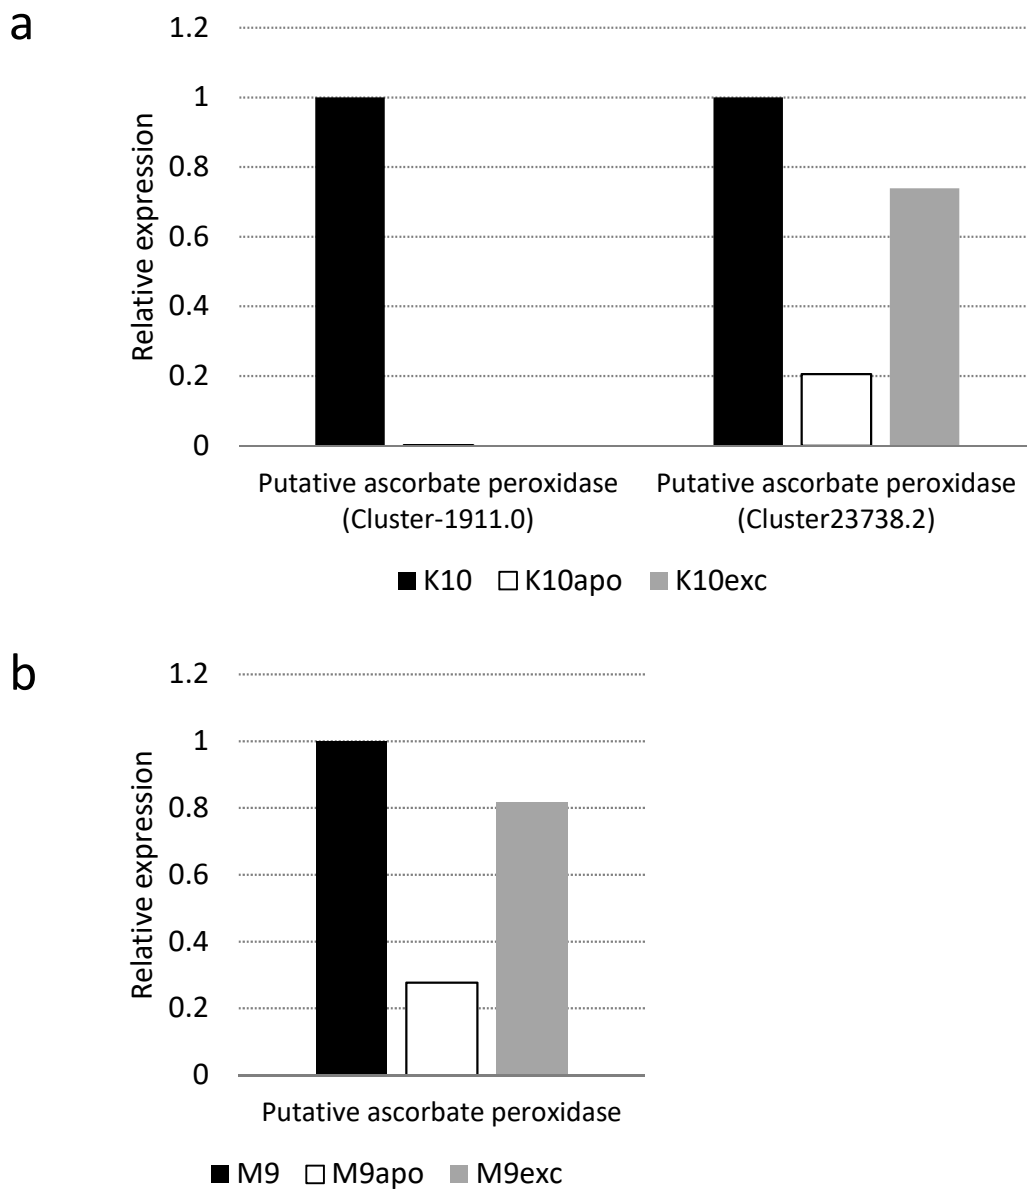 a
1.2
1
0.8
0.6
0.4
0.2
0
Relative expression
Putative ascorbate peroxidase
(Cluster-1911.0)
Putative ascorbate peroxidase
(Cluster23738.2)
K10 K10apo K10exc
b
1.2
1
0.8
0.6
0.4
0.2
0
Relative expression
Putative ascorbate peroxidase
M9 M9apo M9exc